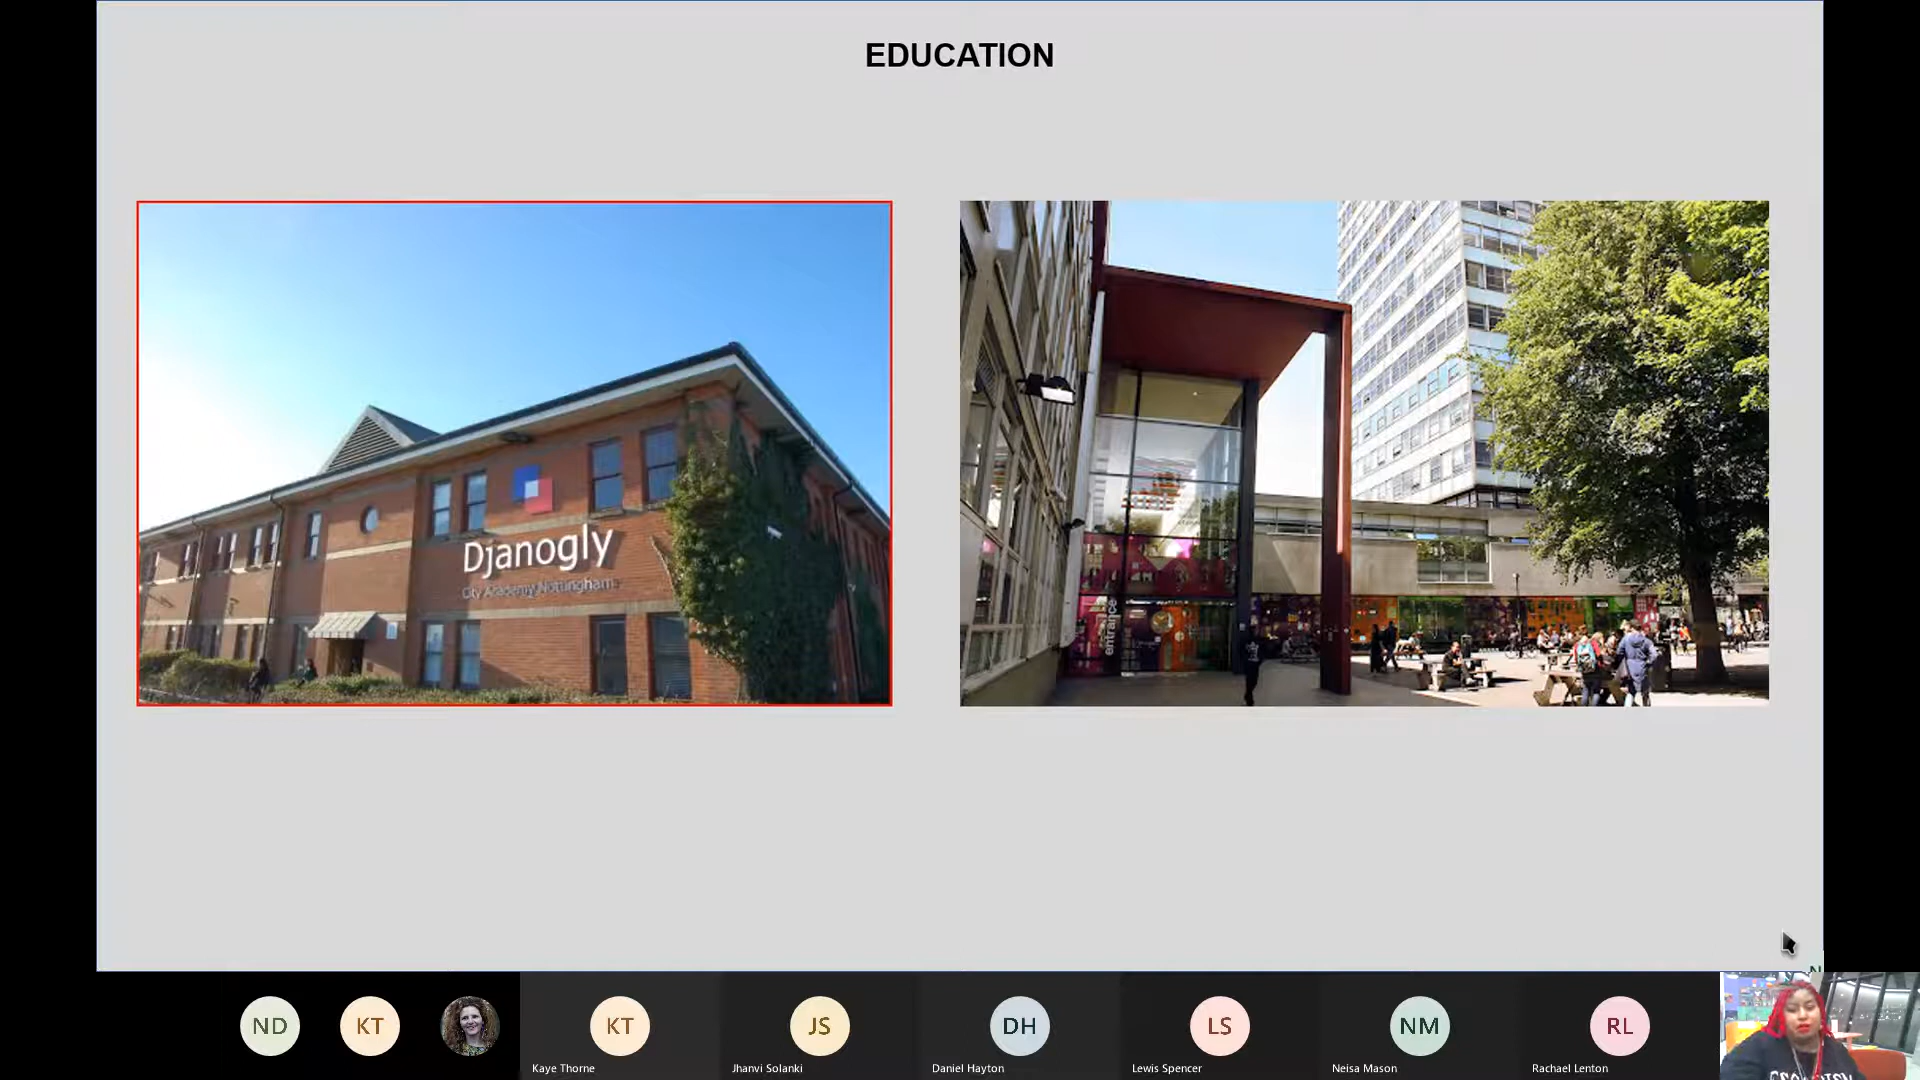 EDUCATION
Djanogly
City Academy Nottingham
entrance
ND
KT
KT
JS
DH
LS
NM
RL
Kaye Thorne
Jhanvi Solanki
Daniel Hayton
Lewis Spencer
Neisa Mason
Rachael Lenton